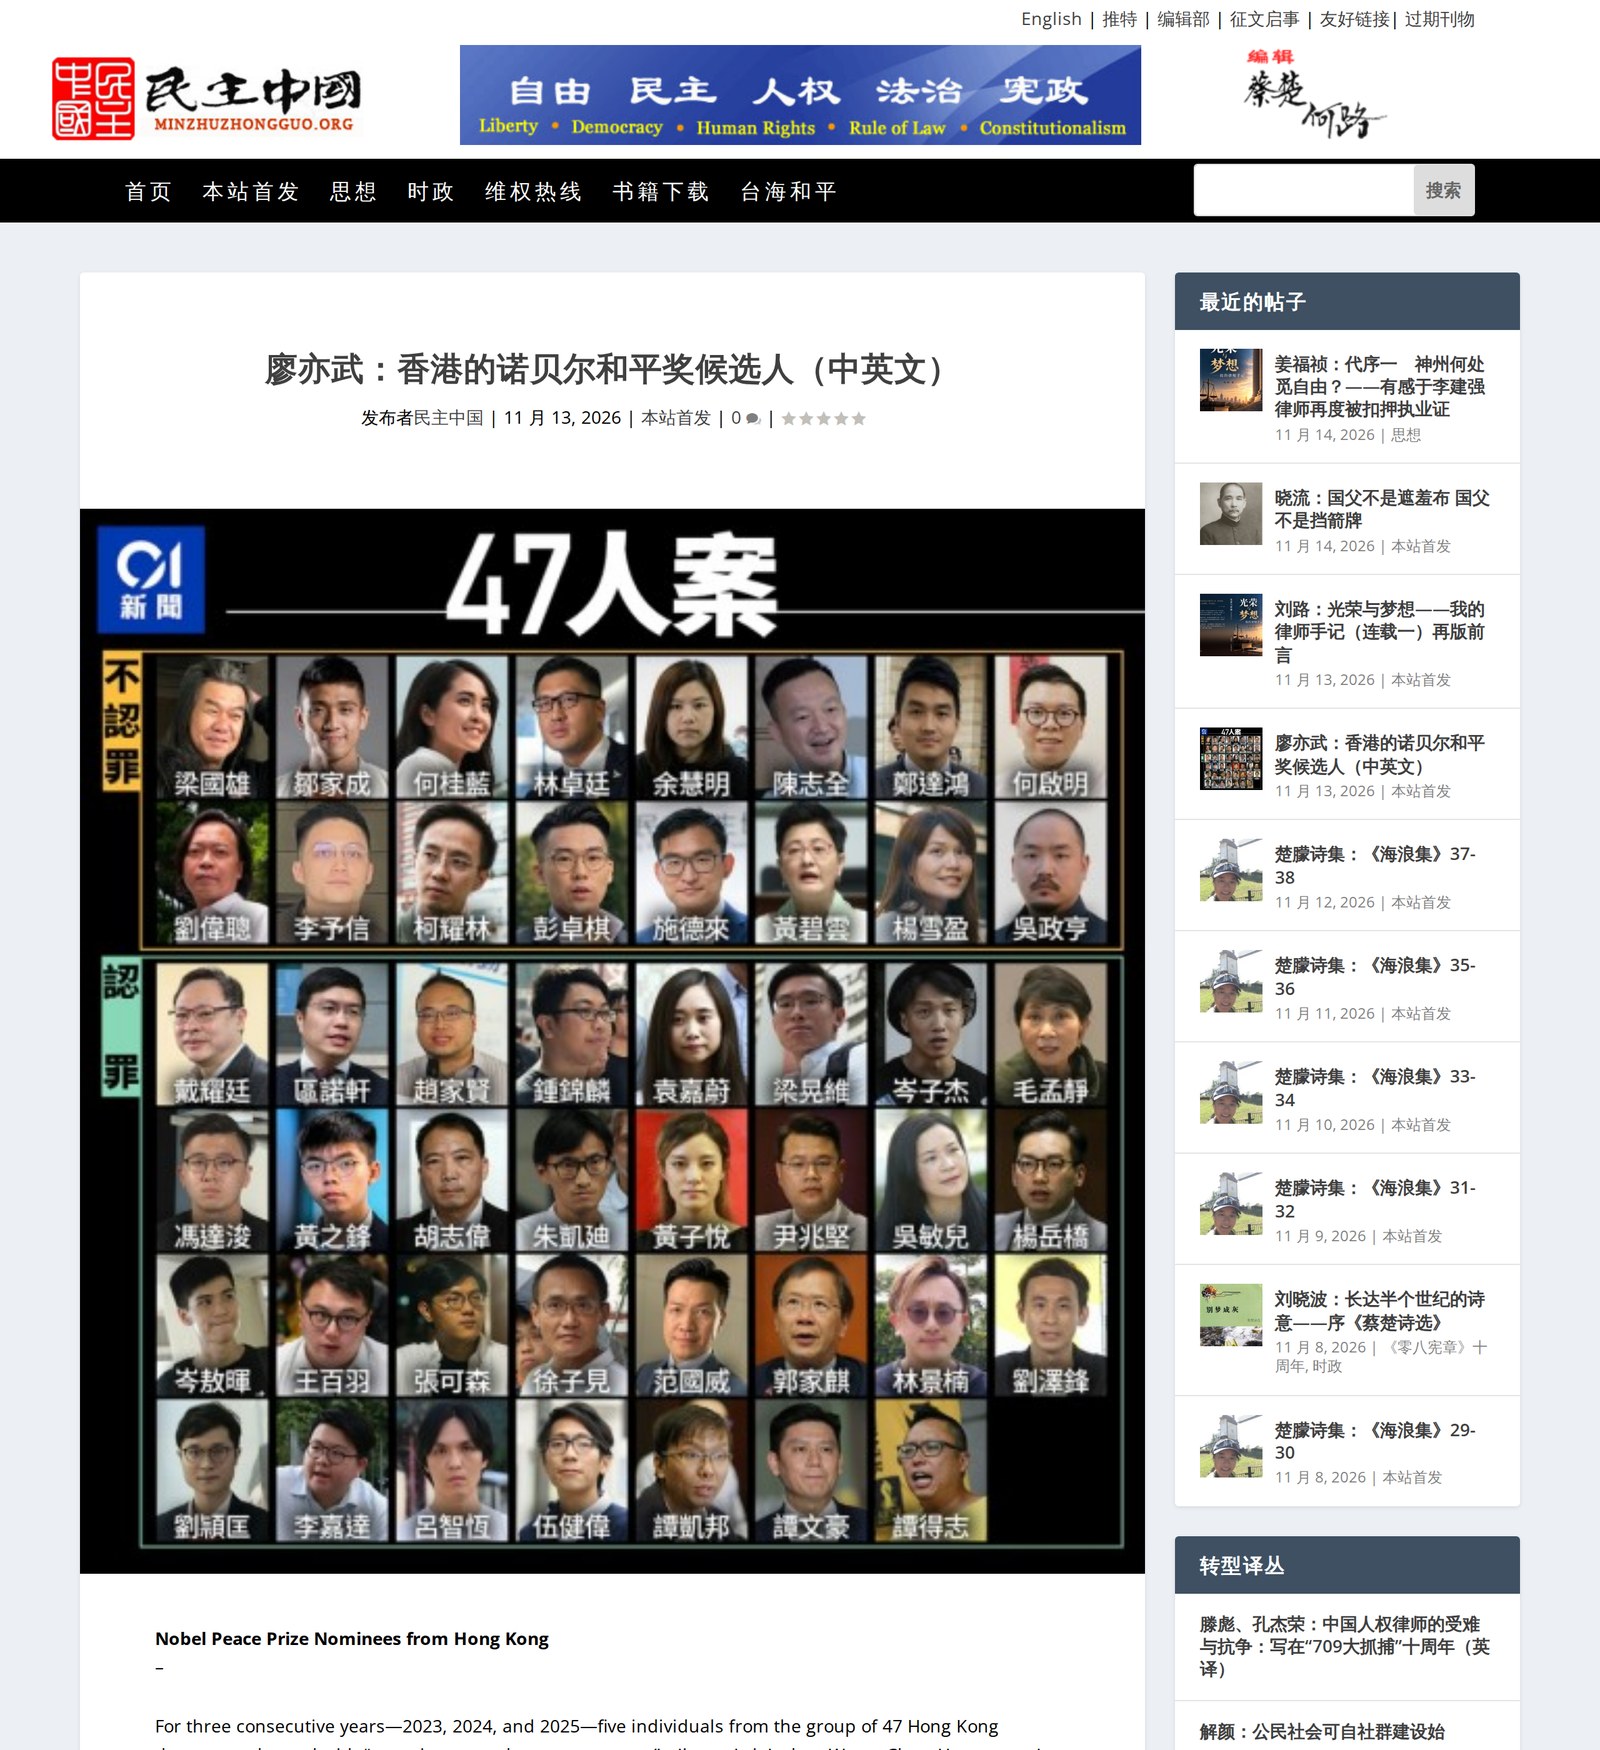 English | 推特 | 编辑部 | 征文启事 | 友好链接| 过期刊物
中國民主
民主中國
MINZHUZHONGGUO.ORG
自由 民主 人权 法治 宪政
Liberty • Democracy • Human Rights • Rule of Law • Constitutionalism
编辑
蔡楚
何路
首页 本站首发 思想 时政 维权热线 书籍下载 台海和平
搜索
廖亦武：香港的诺贝尔和平奖候选人（中英文）
发布者民主中国 | 11 月 13, 2026 | 本站首发 | 0 |
01
新聞
47人案
不認罪
梁國雄 鄒家成 何桂藍 林卓廷 余慧明 陳志全 鄭達鴻 何啟明
劉偉聰 李予信 柯耀林 彭卓棋 施德來 黃碧雲 楊雪盈 吳政亨
認罪
戴耀廷 區諾軒 趙家賢 鍾錦麟 袁嘉蔚 梁晃維 岑子杰 毛孟靜
馮達浚 黃之鋒 胡志偉 朱凱廸 黃子悅 尹兆堅 吳敏兒 楊岳橋
岑敖暉 王百羽 張可森 徐子見 范國威 郭家麒 林景楠 劉澤鋒
劉頴匡 李嘉達 呂智恆 伍健偉 譚凱邦 譚文豪 譚得志
Nobel Peace Prize Nominees from Hong Kong
–
For three consecutive years—2023, 2024, and 2025—five individuals from the group of 47 Hong Kong
最近的帖子
姜福祯：代序一　神州何处
觅自由？——有感于李建强
律师再度被扣押执业证
11 月 14, 2026 | 思想
晓流：国父不是遮羞布 国父
不是挡箭牌
11 月 14, 2026 | 本站首发
刘路：光荣与梦想——我的
律师手记（连载一）再版前
言
11 月 13, 2026 | 本站首发
廖亦武：香港的诺贝尔和平
奖候选人（中英文）
11 月 13, 2026 | 本站首发
楚朦诗集：《海浪集》37-
38
11 月 12, 2026 | 本站首发
楚朦诗集：《海浪集》35-
36
11 月 11, 2026 | 本站首发
楚朦诗集：《海浪集》33-
34
11 月 10, 2026 | 本站首发
楚朦诗集：《海浪集》31-
32
11 月 9, 2026 | 本站首发
刘晓波：长达半个世纪的诗
意——序《蔡楚诗选》
11 月 8, 2026 | 《零八宪章》十
周年, 时政
楚朦诗集：《海浪集》29-
30
11 月 8, 2026 | 本站首发
转型译丛
滕彪、孔杰荣：中国人权律师的受难
与抗争：写在“709大抓捕”十周年（英
译）
解颜：公民社会可自社群建设始